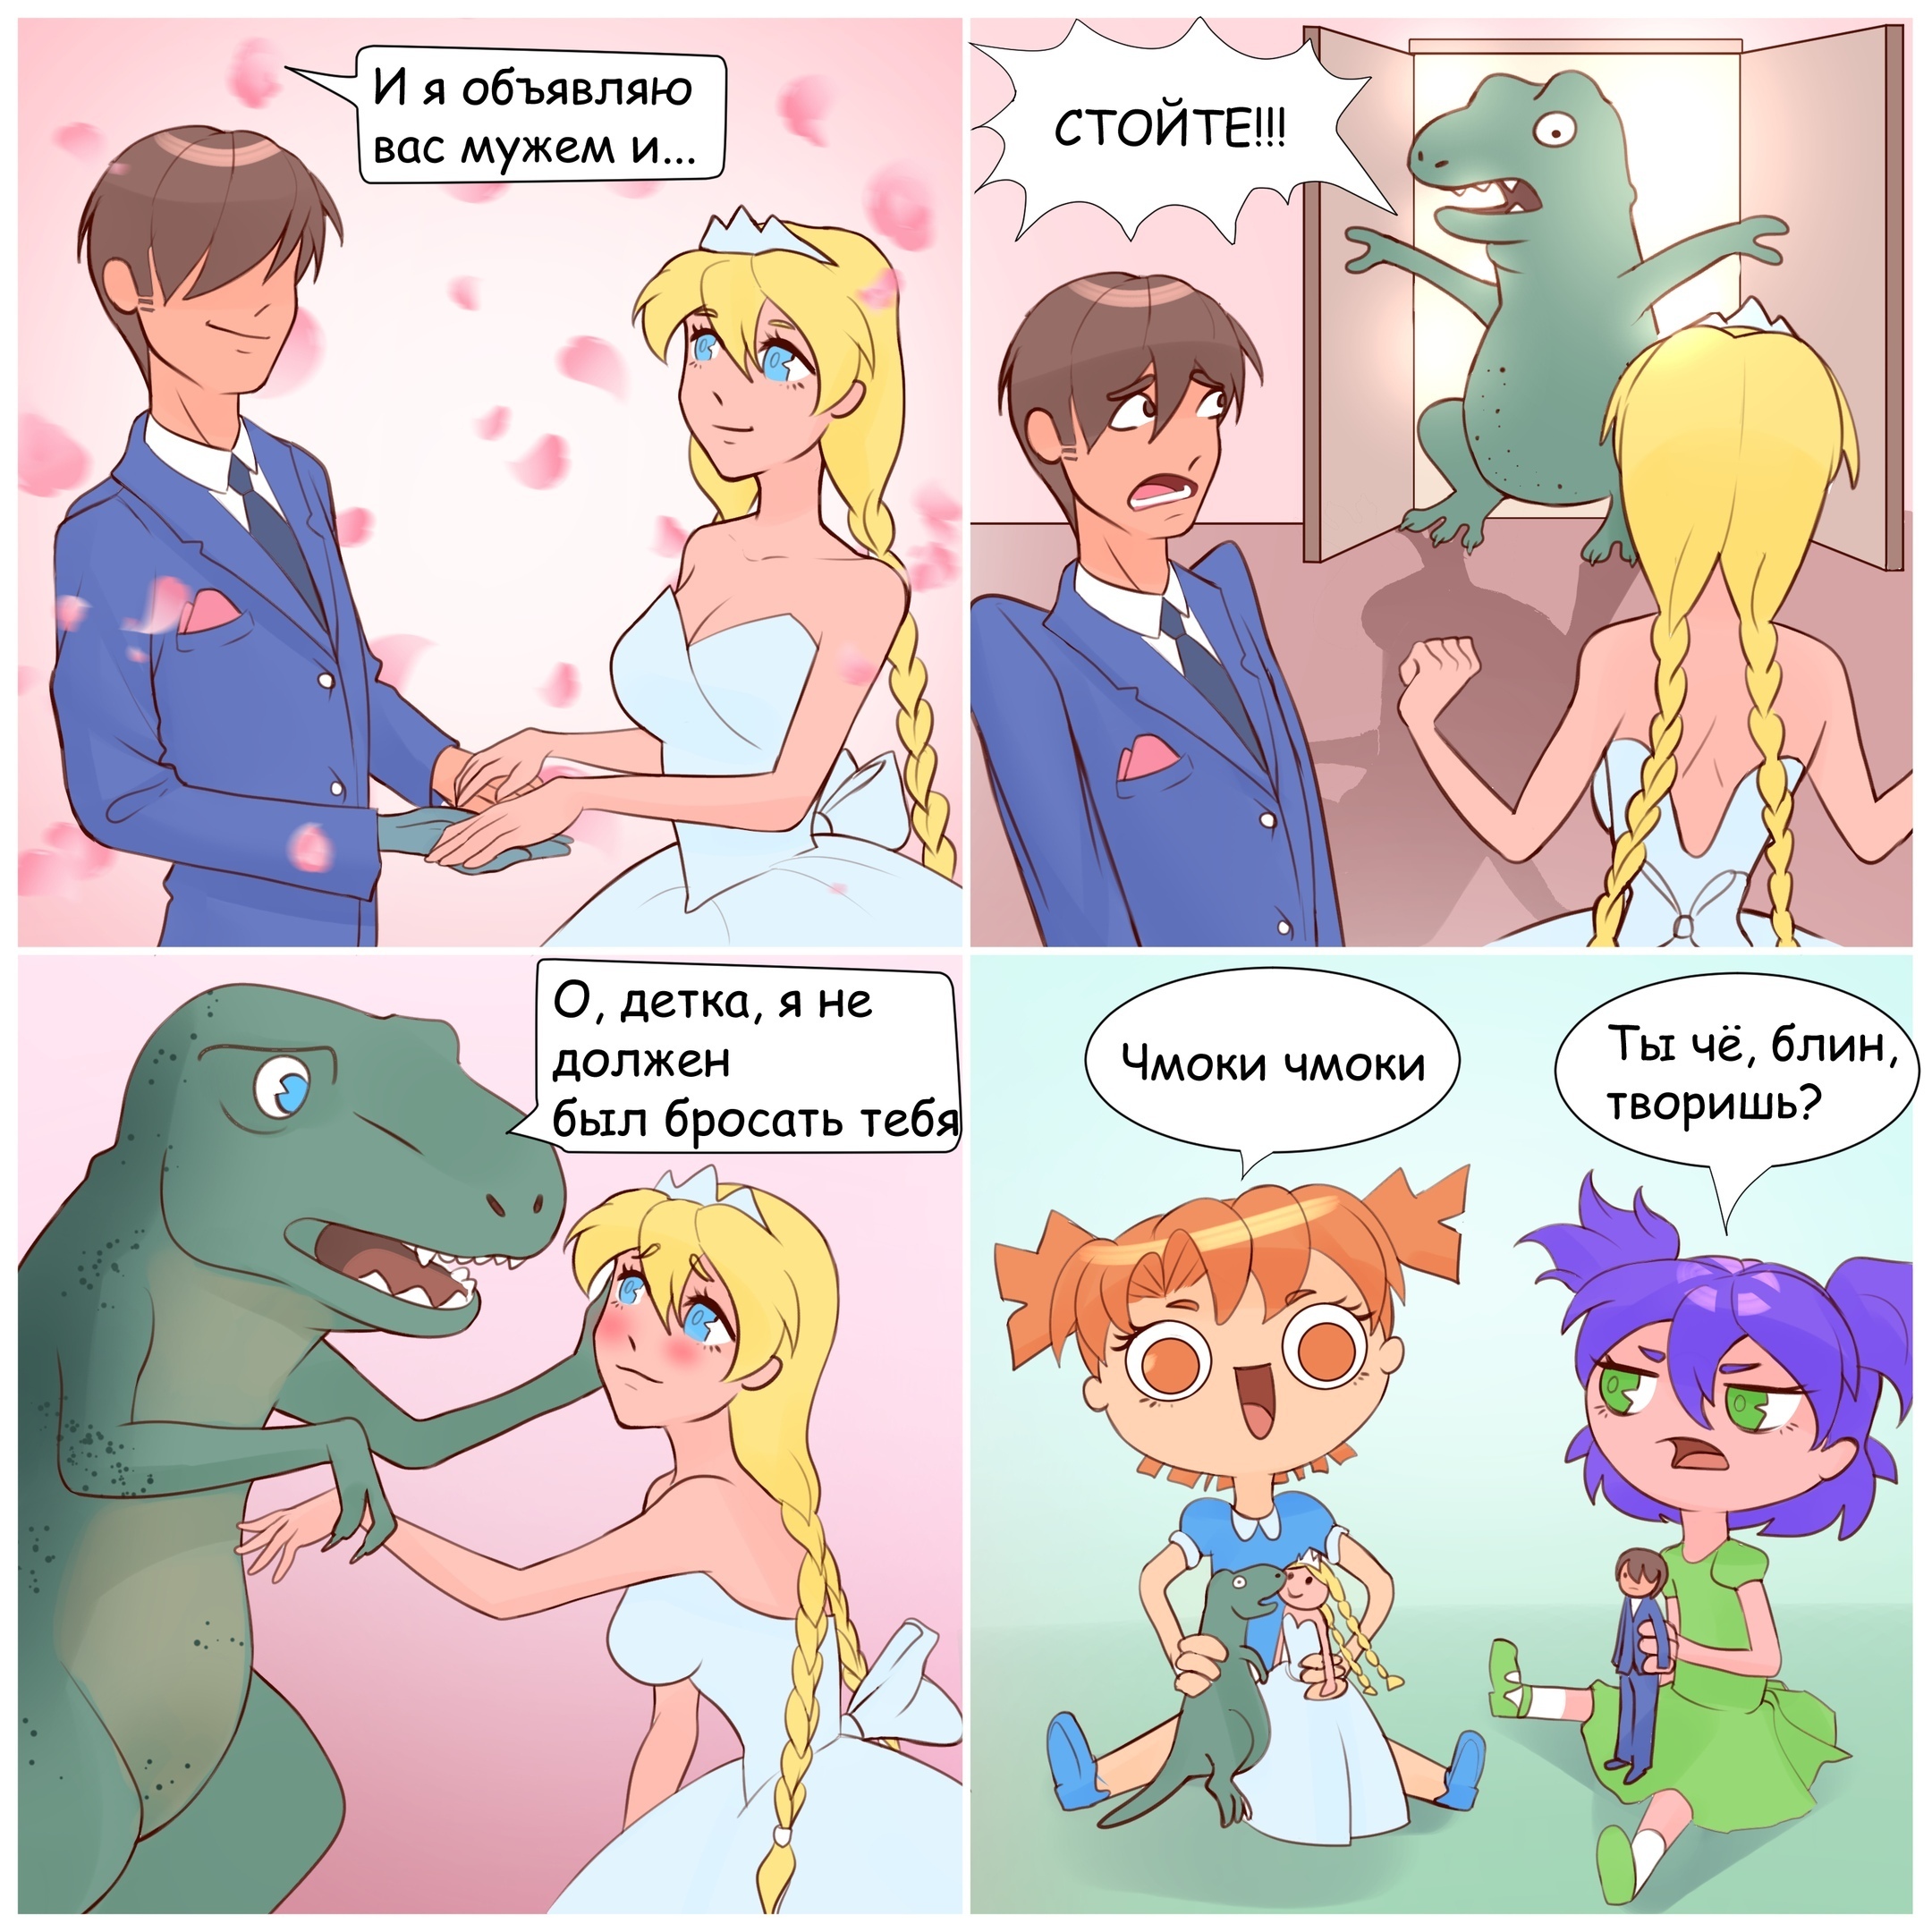 И я объявляю
вас мужем и...
СТОЙТЕ!!!
О, детка, я не
должен
был бросать тебя
Чмоки чмоки
Ты чё, блин,
творишь?